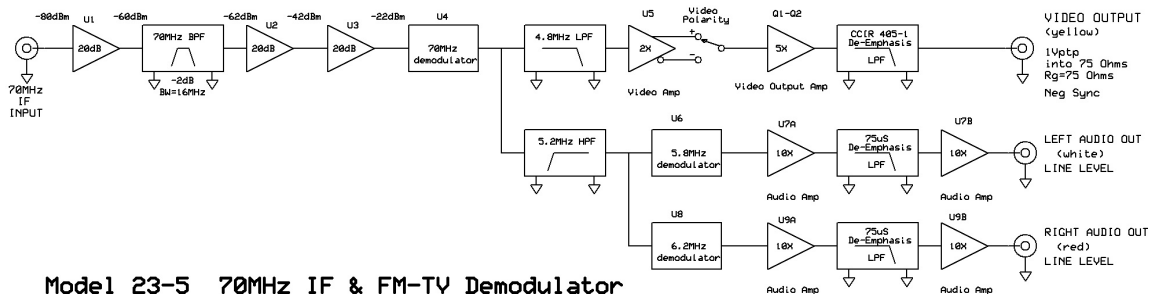 -80dBm
U1
-60dBm
-62dBm
U2
-42dBm
U3
-22dBm
U4
U5
Video
Polarity
Q1-Q2
VIDEO OUTPUT
(yellow)
20dB
70MHz BPF
20dB
20dB
70MHz
demodulator
4.8MHz LPF
2X
+
-
5X
CCIR 405-1
De-Emphasis
LPF
1Vptp
into 75 Ohms
Rg=75 Ohms
Neg Sync
70MHz
IF
INPUT
-2dB
BW=16MHz
Video Amp
Video Output Amp
5.2MHz HPF
U6
5.8MHz
demodulator
U7A
10X
75uS
De-Emphasis
LPF
U7B
10X
LEFT AUDIO OUT
(white)
LINE LEVEL
Audio Amp
Audio Amp
U8
6.2MHz
demodulator
U9A
10X
75uS
De-Emphasis
LPF
U9B
10X
RIGHT AUDIO OUT
(red)
LINE LEVEL
Audio Amp
Audio Amp
Model 23-5 70MHz IF & FM-TV Demodulator